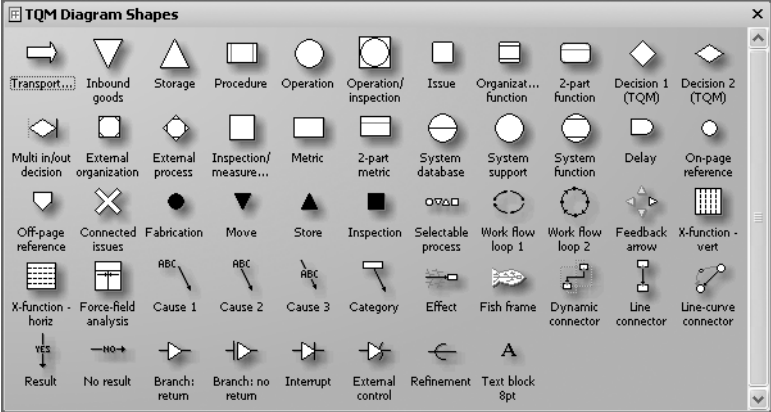 TQM Diagram Shapes
Transport... Inbound goods Storage Procedure Operation Operation/ inspection Issue Organizat... function 2-part function Decision 1 (TQM) Decision 2 (TQM)
Multi in/out decision External organization External process Inspection/ measure... Metric 2-part metric System database System support System function Delay On-page reference
Off-page reference Connected issues Fabrication Move Store Inspection Selectable process Work flow loop 1 Work flow loop 2 Feedback arrow X-function - vert
ABC ABC ABC
X-function - horiz Force-field analysis Cause 1 Cause 2 Cause 3 Category Effect Fish frame Dynamic connector Line connector Line-curve connector
YES NO A
Result No result Branch: return Branch: no return Interrupt External control Refinement Text block 8pt